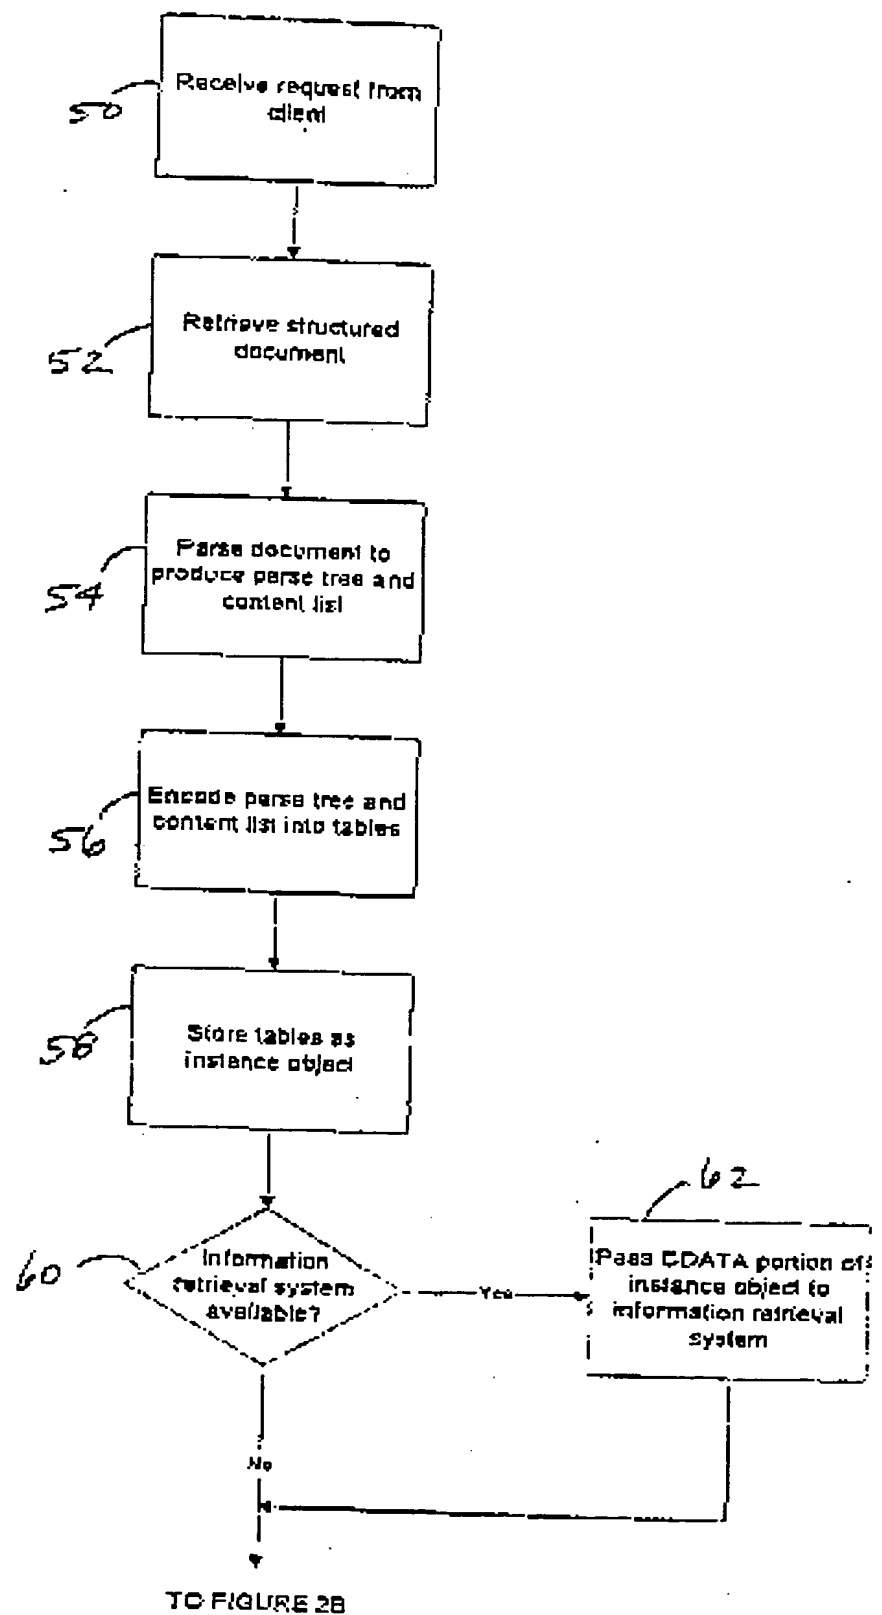 50
Receive request from
client
52
Retrieve structured
document
54
Parse document to
produce parse tree and
content list
56
Encode parse tree and
content list into tables
58
Store tables as
instance object
60
Information
retrieval system
available?
Yes
62
Pass CDATA portion of
instance object to
information retrieval
system
No
TO FIGURE 2B